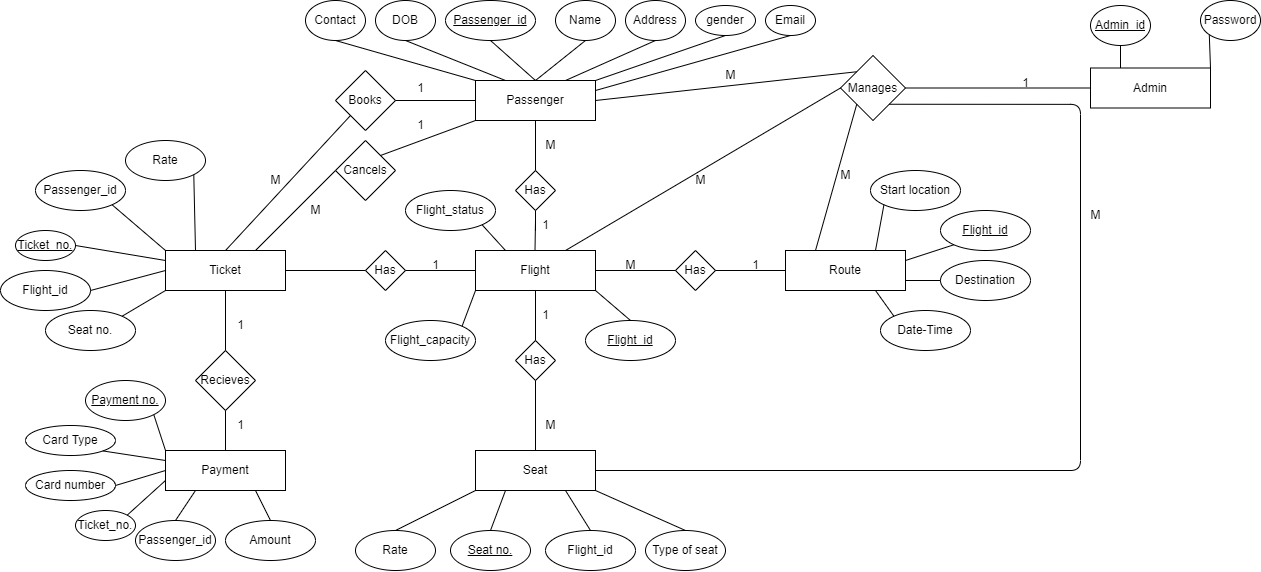 Contact
DOB
Passenger_id
Name
Address
gender
Email
Admin_id
Password
Books
1
Passenger
M
Manages
1
Admin
1
M
Rate
Cancels
Passenger_id
M
M
M
M
Has
Start location
Flight_status
M
Ticket_no.
1
Flight_id
Ticket
Has
1
Flight
M
Has
1
Route
Flight_id
Destination
Seat no.
1
1
Date-Time
Flight_capacity
Flight_id
Has
Recieves
Payment no.
1
M
Card Type
Payment
Seat
Card number
Ticket_no.
Passenger_id
Amount
Rate
Seat no.
Flight_id
Type of seat